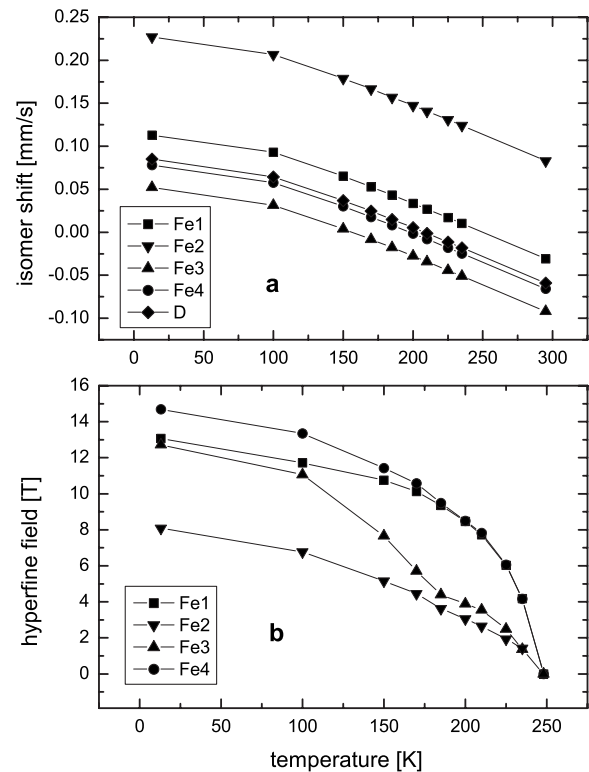 0.25
0.20
0.15
0.10
0.05
0.00
-0.05
-0.10
isomer shift [mm/s]
Fe1
Fe2
Fe3
Fe4
D
a
0 50 100 150 200 250 300
16
14
12
10
8
6
4
2
0
hyperfine field [T]
Fe1
Fe2
Fe3
Fe4
b
0 50 100 150 200 250
temperature [K]